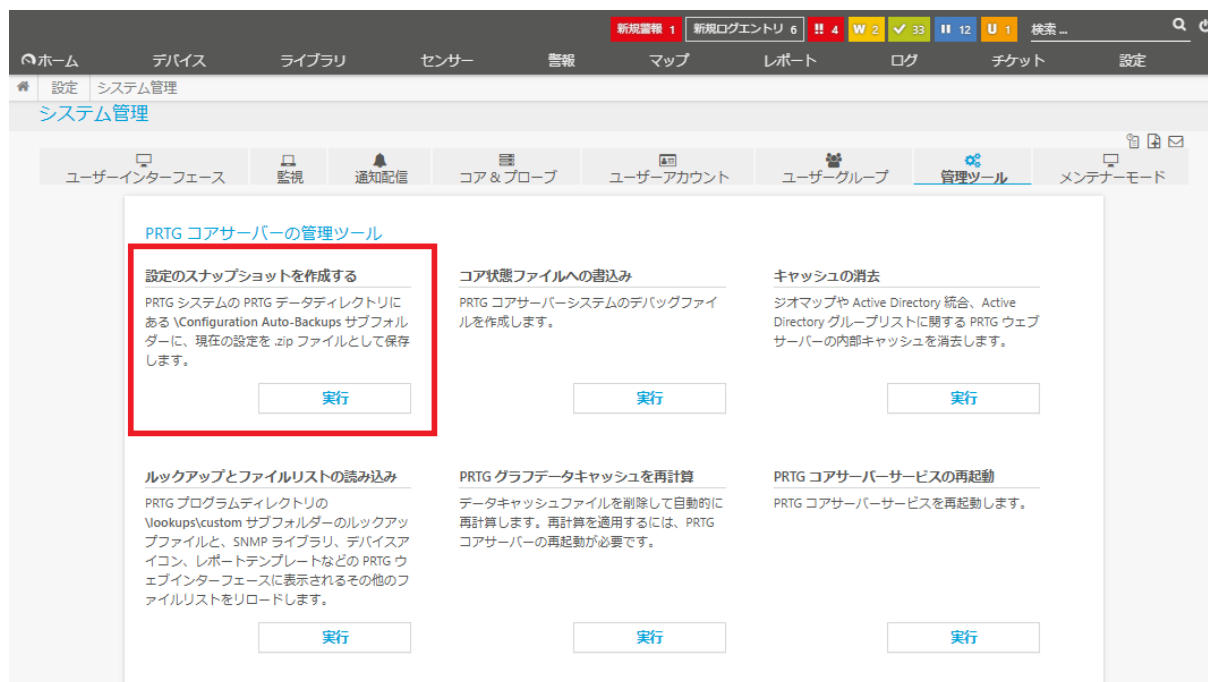 新規警報 1 新規ログエントリ 6 !! 4 W 2 ✓ 33 II 12 U 1 検索 ...
ホーム デバイス ライブラリ センサー 警報 マップ レポート ログ チケット 設定
設定 システム管理
システム管理
ユーザーインターフェース 監視 通知配信 コア & プローブ ユーザーアカウント ユーザーグループ 管理ツール メンテナーモード
PRTG コアサーバーの管理ツール
設定のスナップショットを作成する
PRTG システムの PRTG データディレクトリに
ある \Configuration Auto-Backups サブフォル
ダーに、現在の設定を .zip ファイルとして保存
します。
実行
コア状態ファイルへの書込み
PRTG コアサーバーシステムのデバッグファイ
ルを作成します。
実行
キャッシュの消去
ジオマップや Active Directory 統合、Active
Directory グループリストに関する PRTG ウェブ
サーバーの内部キャッシュを消去します。
実行
ルックアップとファイルリストの読み込み
PRTG プログラムディレクトリの
\lookups\custom サブフォルダーのルックアッ
プファイルと、SNMP ライブラリ、デバイスア
イコン、レポートテンプレートなどの PRTG ウ
ェブインターフェースに表示されるその他のフ
ァイルリストをリロードします。
実行
PRTG グラフデータキャッシュを再計算
データキャッシュファイルを削除して自動的に
再計算します。再計算を適用するには、PRTG
コアサーバーの再起動が必要です。
実行
PRTG コアサーバーサービスの再起動
PRTG コアサーバーサービスを再起動します。
実行